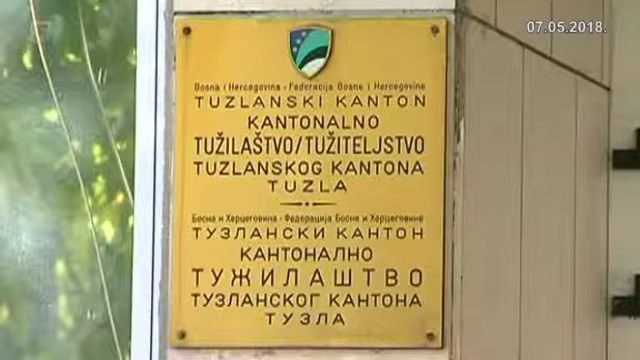 07.05.2018.
Bosna i Hercegovina - Federacija Bosne i Hercegovine
TUZLANSKI KANTON
KANTONALNO
TUŽILAŠTVO/TUŽITELJSTVO
TUZLANSKOG KANTONA
TUZLA
Босна и Херцеговина - Федерација Босне и Херцеговине
ТУЗЛАНСКИ КАНТОН
КАНТОНАЛНО
ТУЖИЛАШТВО
ТУЗЛАНСКОГ КАНТОНА
ТУЗЛА